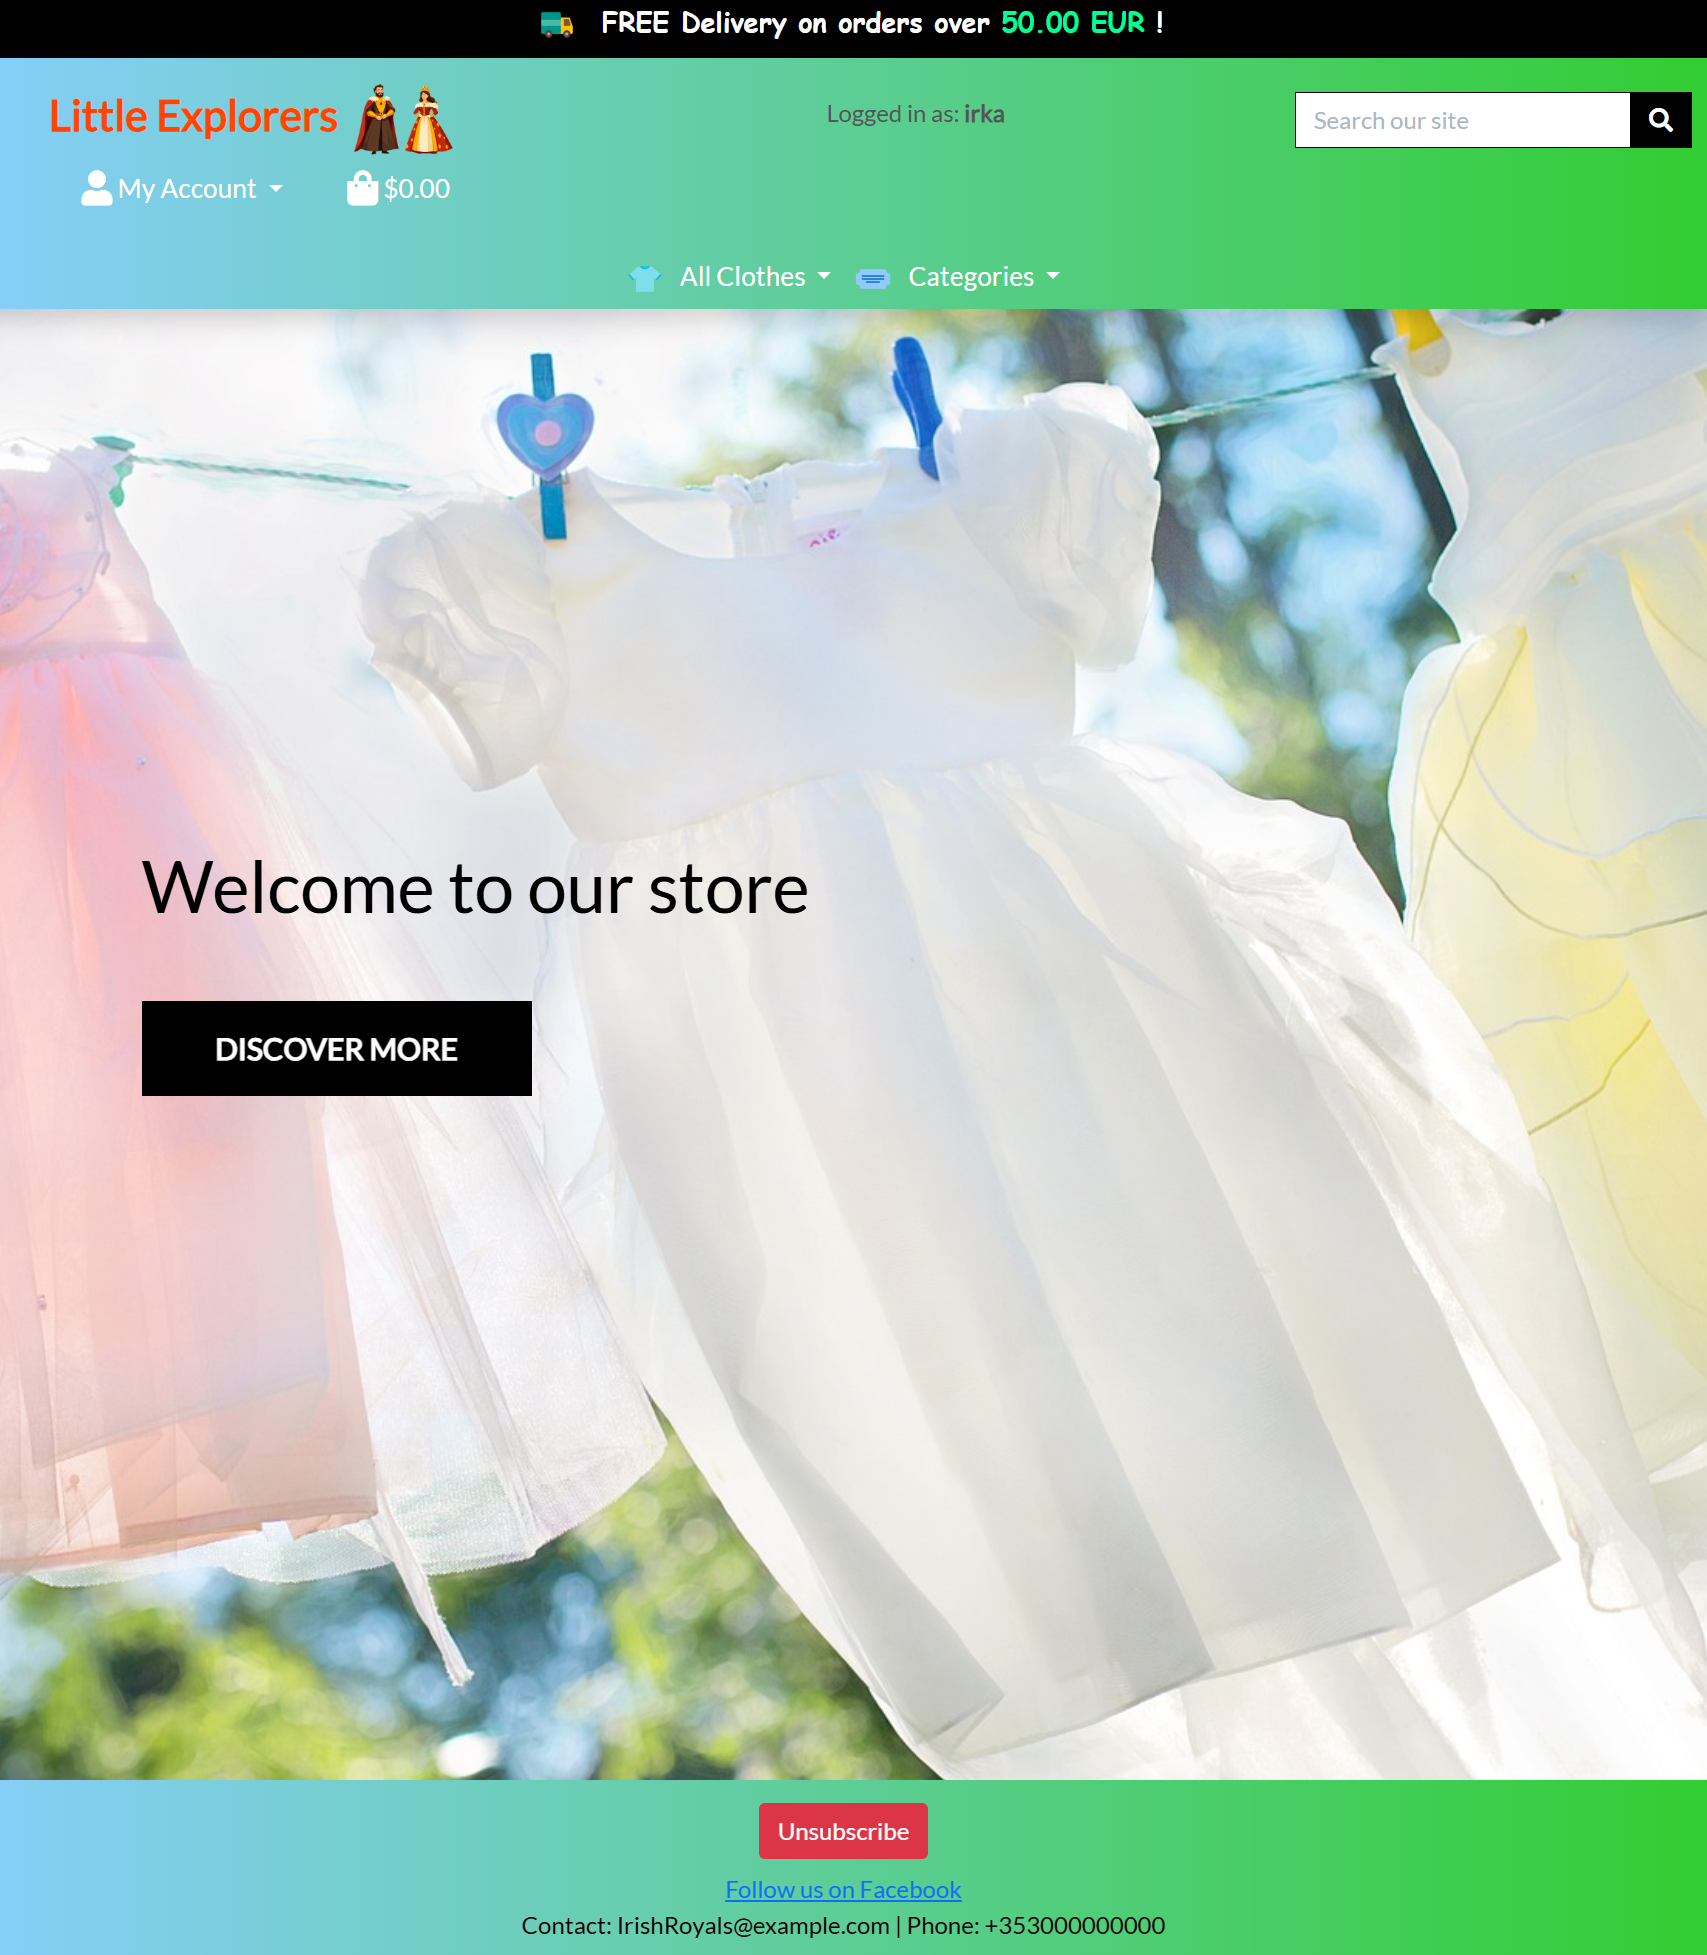 FREE Delivery on orders over 50.00 EUR !
Little Explorers
Logged in as: irka
Search our site
My Account
$0.00
All Clothes
Categories
Welcome to our store
DISCOVER MORE
Unsubscribe
Follow us on Facebook
Contact: IrishRoyals@example.com | Phone: +353000000000